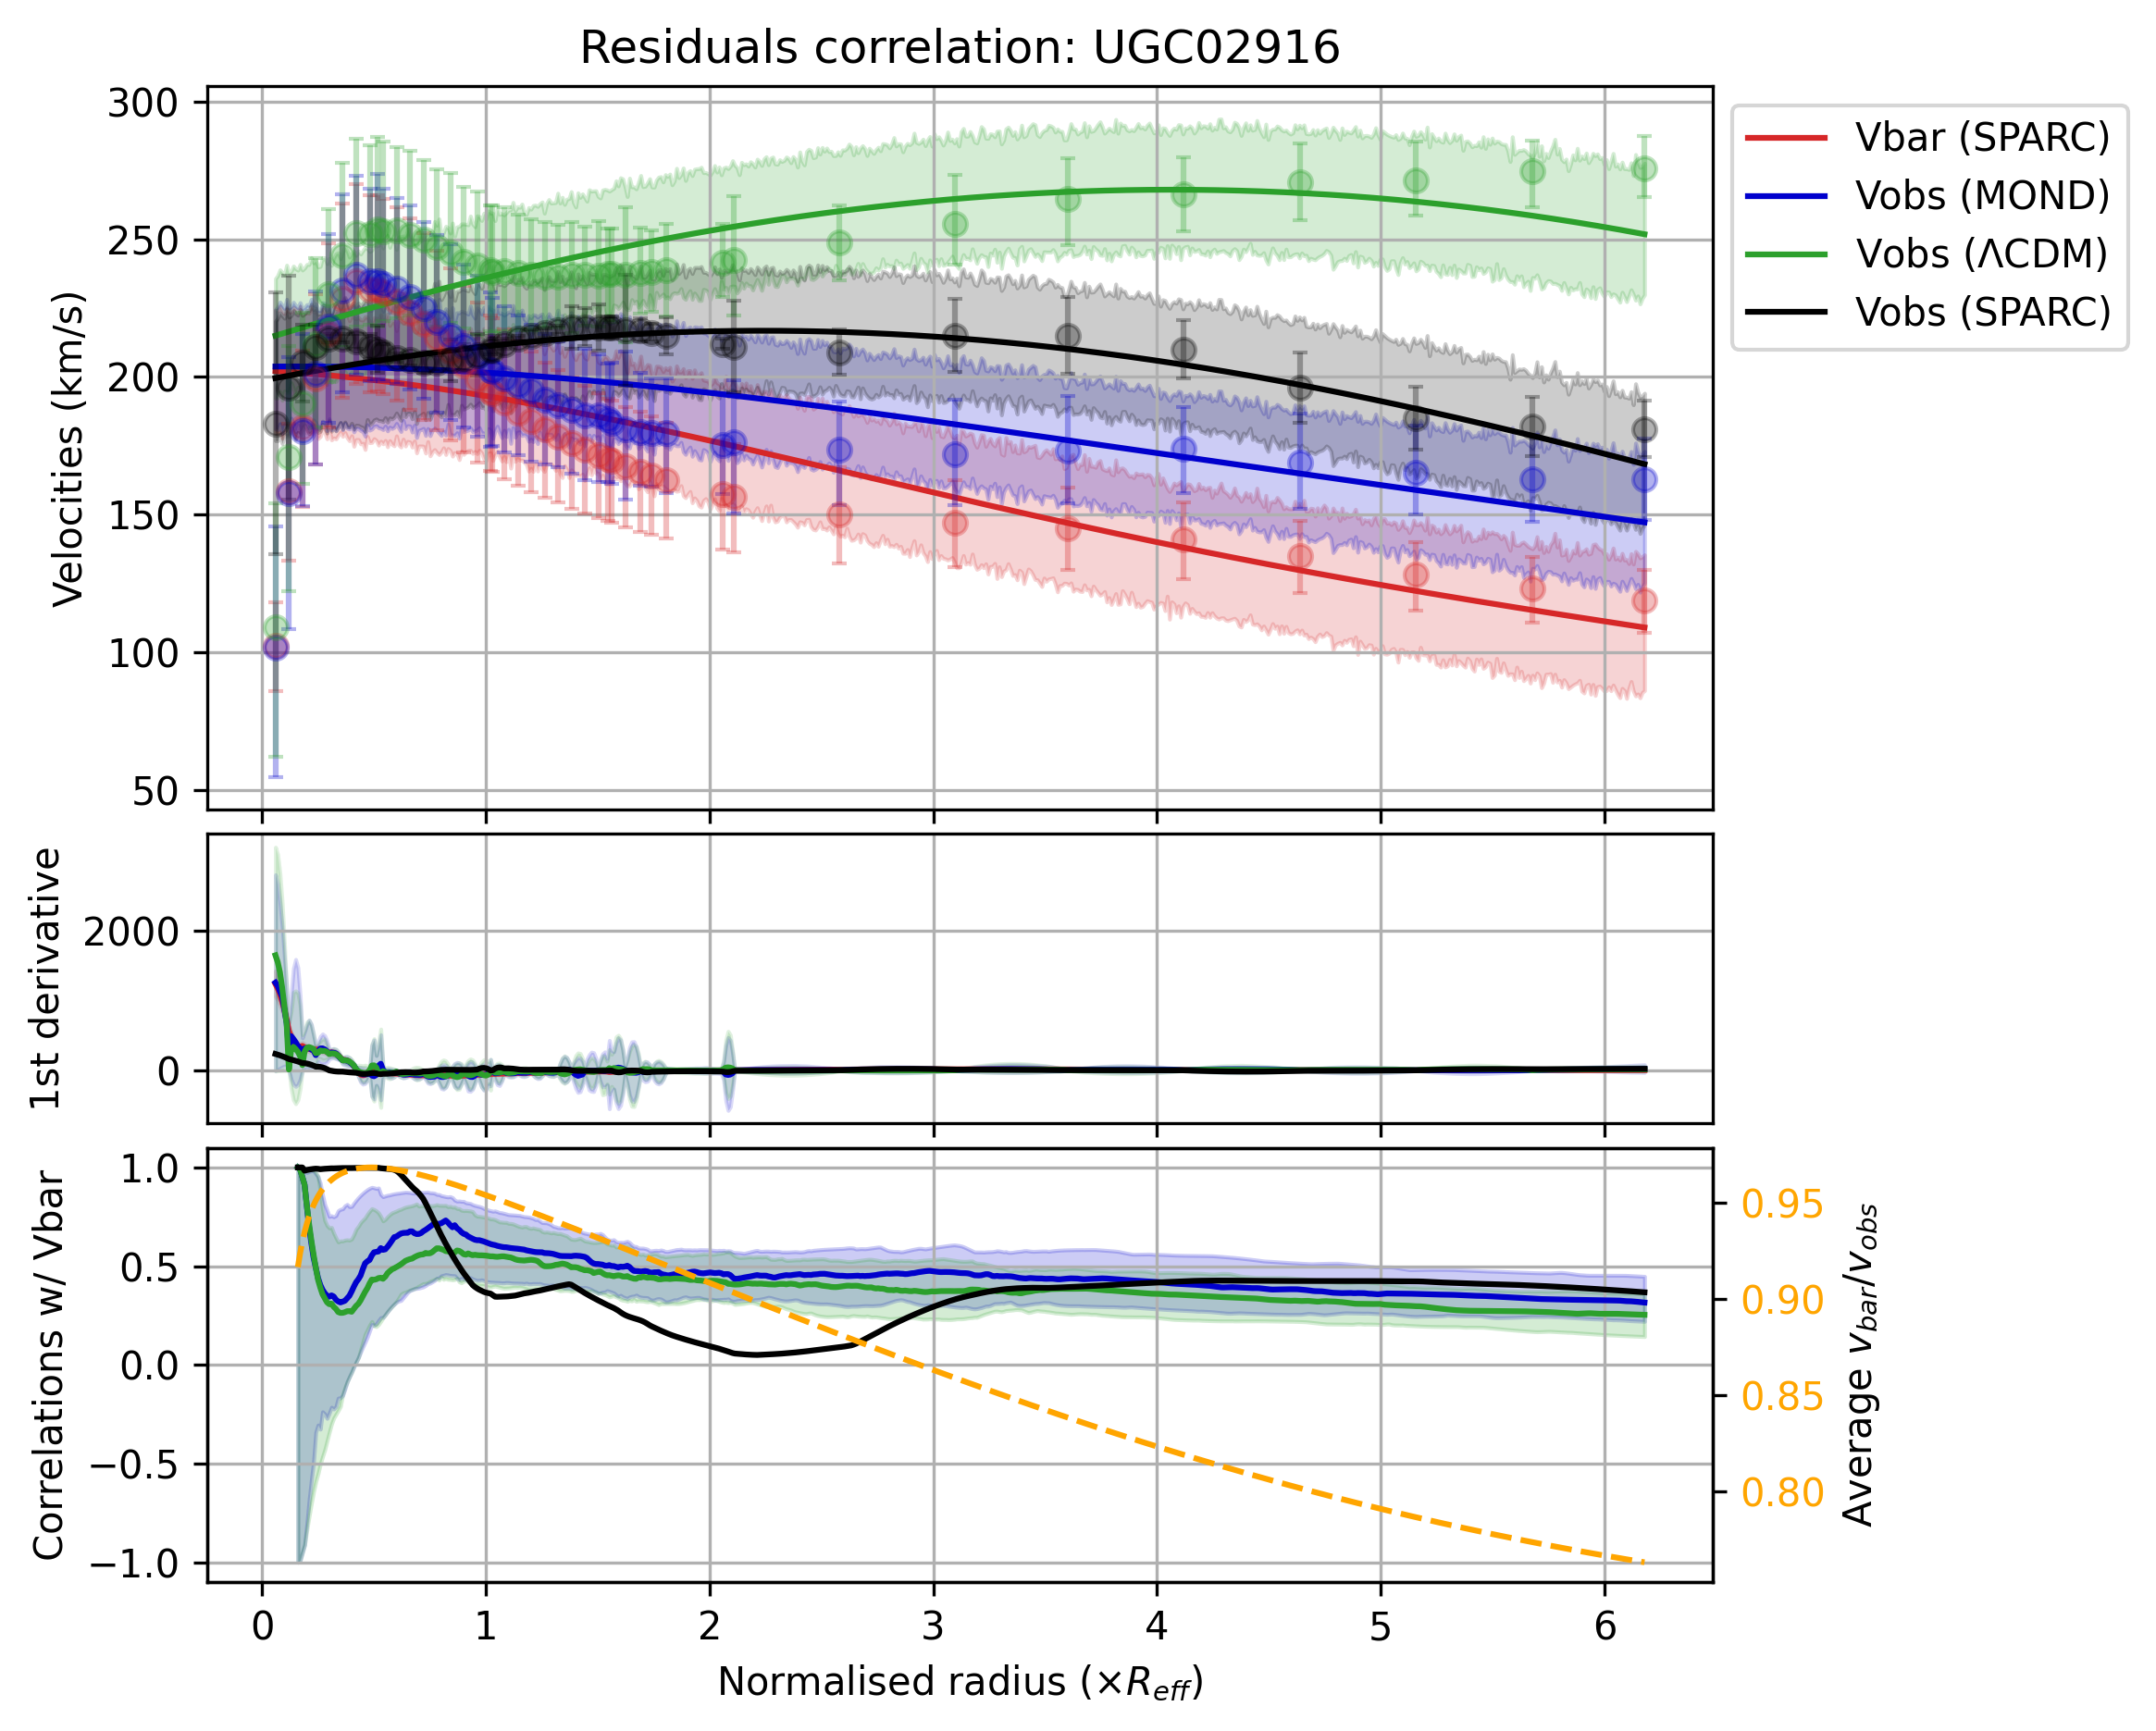 Residuals correlation: UGC02916
300
250
200
150
100
50
Velocities (km/s)
Vbar (SPARC)
Vobs (MOND)
Vobs (ΛCDM)
Vobs (SPARC)
2000
0
1st derivative
1.0
0.5
0.0
−0.5
−1.0
Correlations w/ Vbar
0.95
0.90
0.85
0.80
Average v_bar/v_obs
0 1 2 3 4 5 6
Normalised radius (×R_eff)